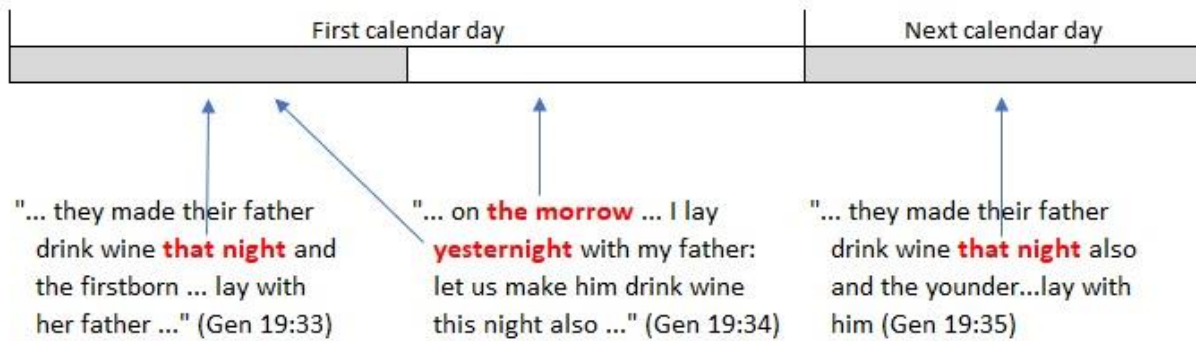 First calendar day
Next calendar day
"... they made their father
drink wine that night and
the firstborn ... lay with
her father ..." (Gen 19:33)
"... on the morrow ... I lay
yesternight with my father:
let us make him drink wine
this night also ..." (Gen 19:34)
"... they made their father
drink wine that night also
and the younder...lay with
him (Gen 19:35)